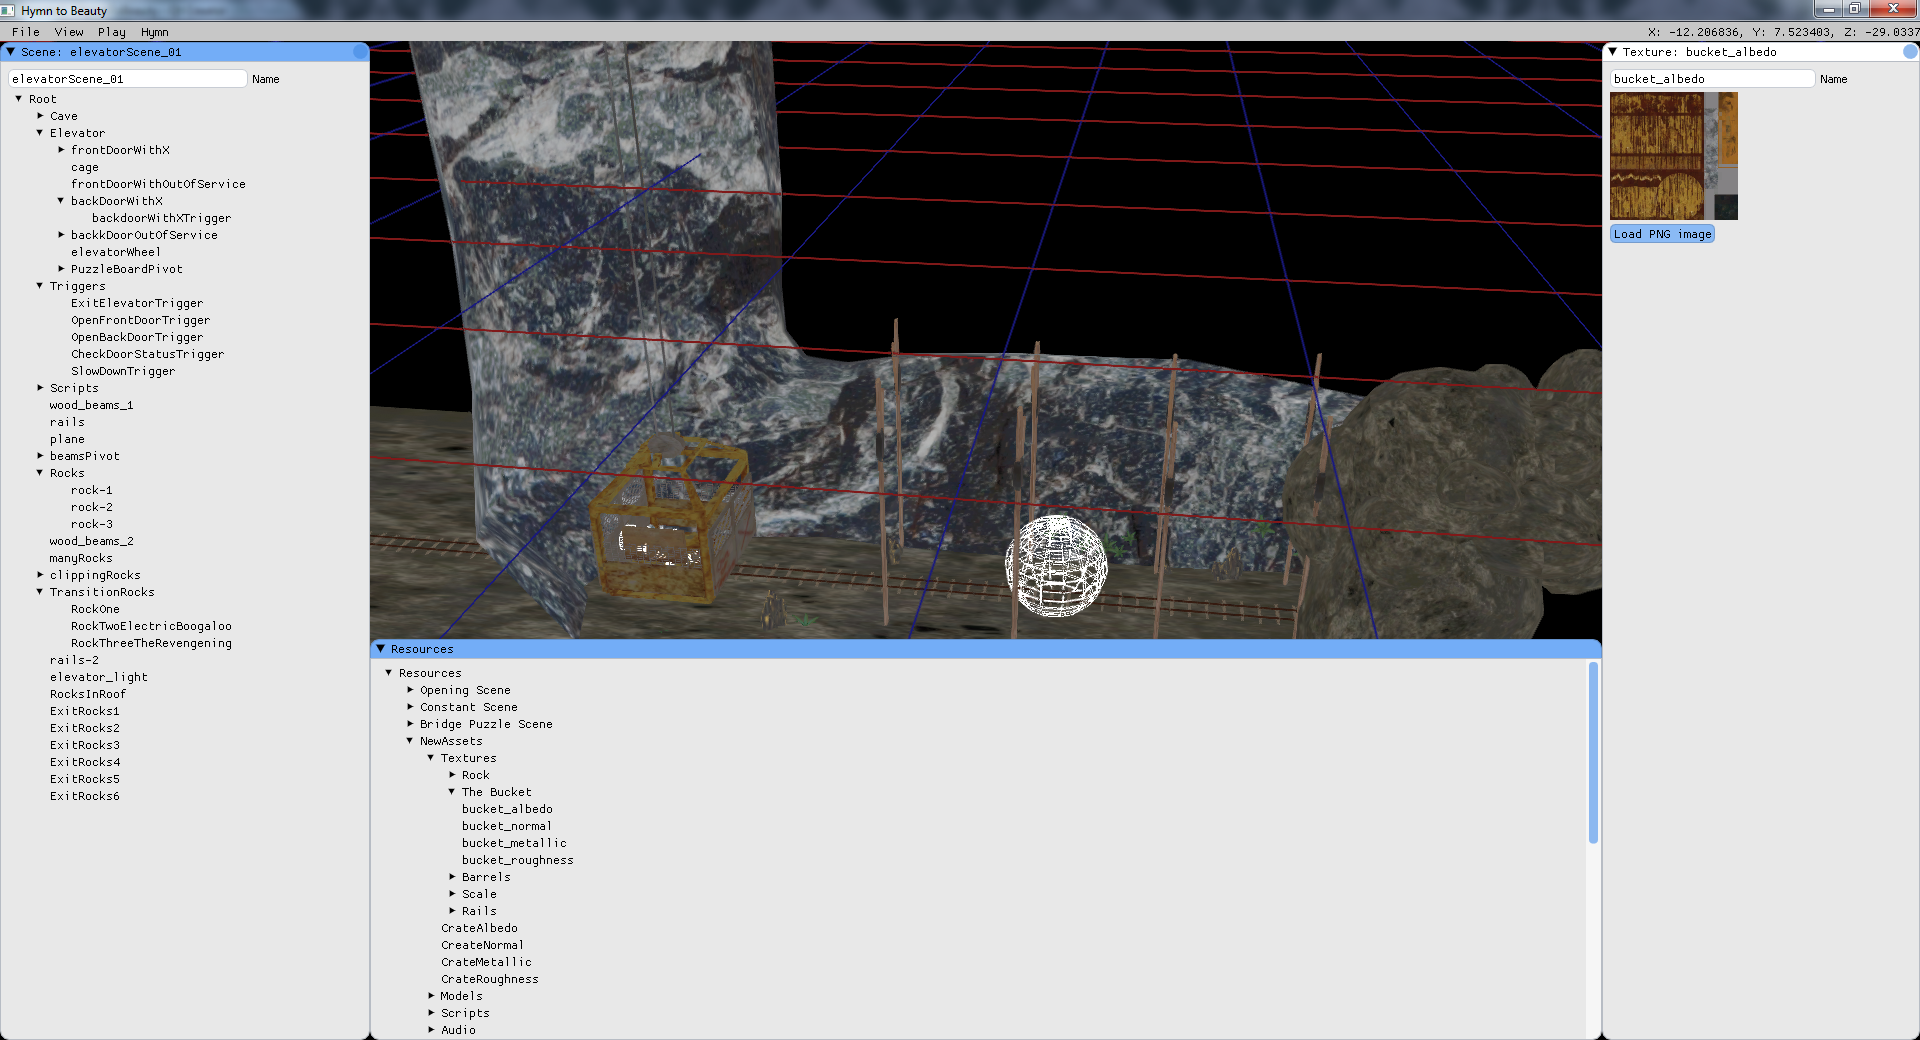 Hymn to Beauty
File View Play Hymn
X: -12.206836, Y: 7.523403, Z: -29.0337
Scene: elevatorScene_01
elevatorScene_01 Name
Root
Cave
Elevator
frontDoorWithX
cage
frontDoorWithOutOfService
backDoorWithX
backdoorWithXTrigger
backkDoorOutOfService
elevatorWheel
PuzzleBoardPivot
Triggers
ExitElevatorTrigger
OpenFrontDoorTrigger
OpenBackDoorTrigger
CheckDoorStatusTrigger
SlowDownTrigger
Scripts
wood_beams_1
rails
plane
beamsPivot
Rocks
rock-1
rock-2
rock-3
wood_beams_2
manyRocks
clippingRocks
TransitionRocks
RockOne
RockTwoElectricBoogaloo
RockThreeTheRevengening
rails-2
elevator_light
RocksInRoof
ExitRocks1
ExitRocks2
ExitRocks3
ExitRocks4
ExitRocks5
ExitRocks6
Resources
Resources
Opening Scene
Constant Scene
Bridge Puzzle Scene
NewAssets
Textures
Rock
The Bucket
bucket_albedo
bucket_normal
bucket_metallic
bucket_roughness
Barrels
Scale
Rails
CrateAlbedo
CreateNormal
CrateMetallic
CrateRoughness
Models
Scripts
Audio
Texture: bucket_albedo
bucket_albedo Name
Load PNG image